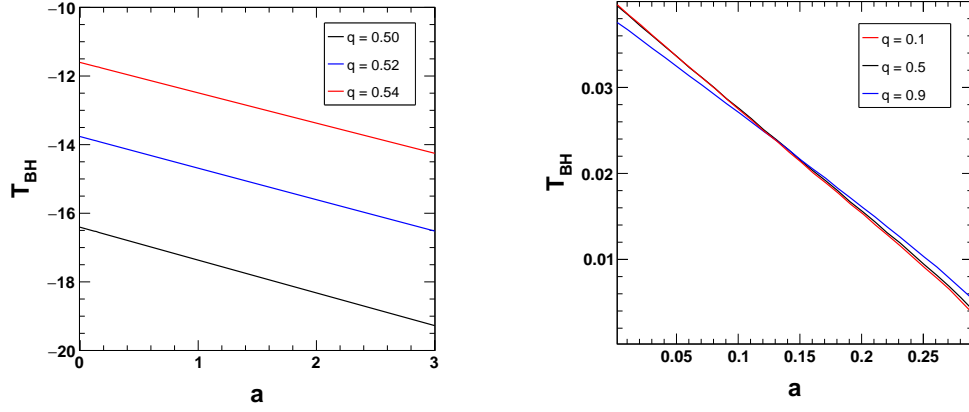 −10
−12
−14
−16
−18
−20
0
1
2
3
T_BH
a
q = 0.50
q = 0.52
q = 0.54
0.03
0.02
0.01
0.05
0.1
0.15
0.2
0.25
T_BH
a
q = 0.1
q = 0.5
q = 0.9